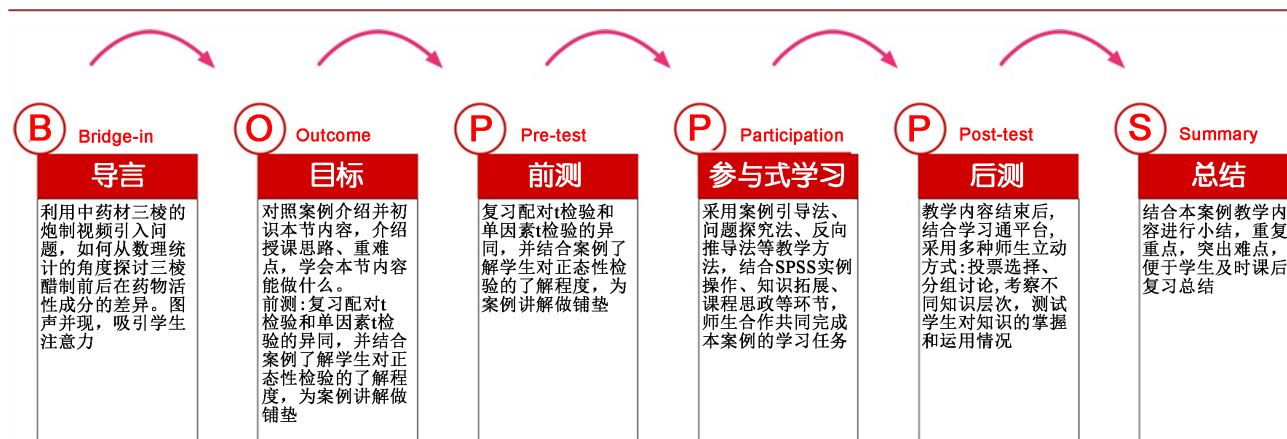 B Bridge-in
导言
利用中药材三棱的
炮制视频引入问
题，如何从数理统
计的角度探讨三棱
醋制前后在药物活
性成分的差异。图
声并现，吸引学生
注意力
O Outcome
目标
对照案例介绍并初
识本节内容，介绍
授课思路、重难
点，学会本节内容
能做什么。
前测:复习配对t
检验和单因素t检
验的异同，并结合
案例了解学生对正
态性检验的了解程
度，为案例讲解做
铺垫
P Pre-test
前测
复习配对t检验和
单因素t检验的异
同，并结合案例了
解学生对正态性检
验的了解程度，为
案例讲解做铺垫
P Participation
参与式学习
采用案例引导法、
问题探究法、反向
推导法等教学方
法，结合SPSS实例
操作、知识拓展、
课程思政等环节，
师生合作共同完成
本案例的学习任务
P Post-test
后测
教学内容结束后,
结合学习通平台,
采用多种师生立动
方式:投票选择、
分组讨论,考察不
同知识层次，测试
学生对知识的掌握
和运用情况
S Summary
总结
结合本案例教学内
容进行小结，重复
重点，突出难点，
便于学生及时课后
复习总结